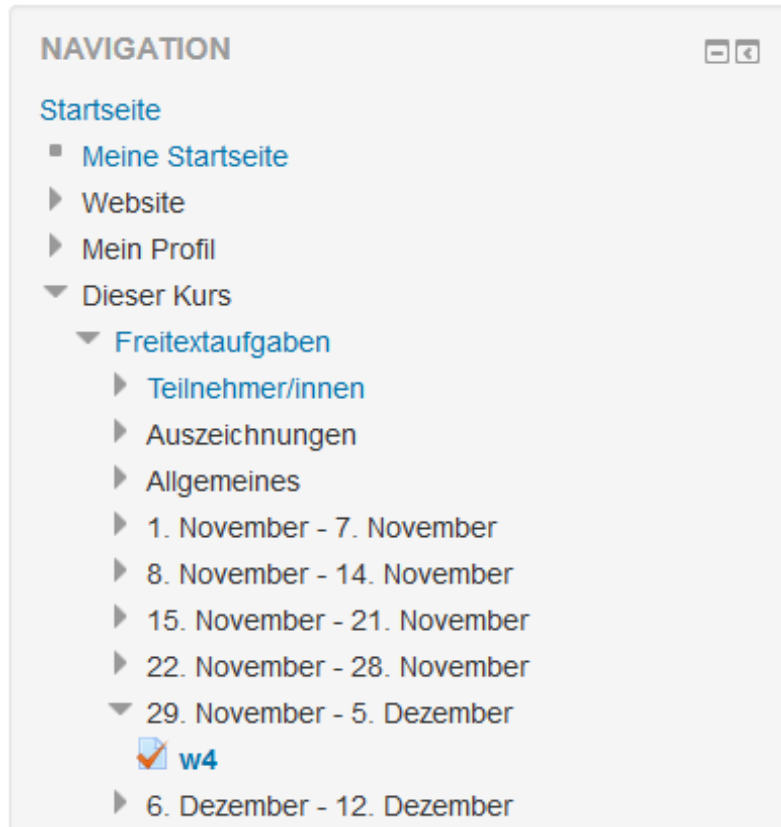 NAVIGATION
Startseite
Meine Startseite
Website
Mein Profil
Dieser Kurs
Freitextaufgaben
Teilnehmer/innen
Auszeichnungen
Allgemeines
1. November - 7. November
8. November - 14. November
15. November - 21. November
22. November - 28. November
29. November - 5. Dezember
w4
6. Dezember - 12. Dezember